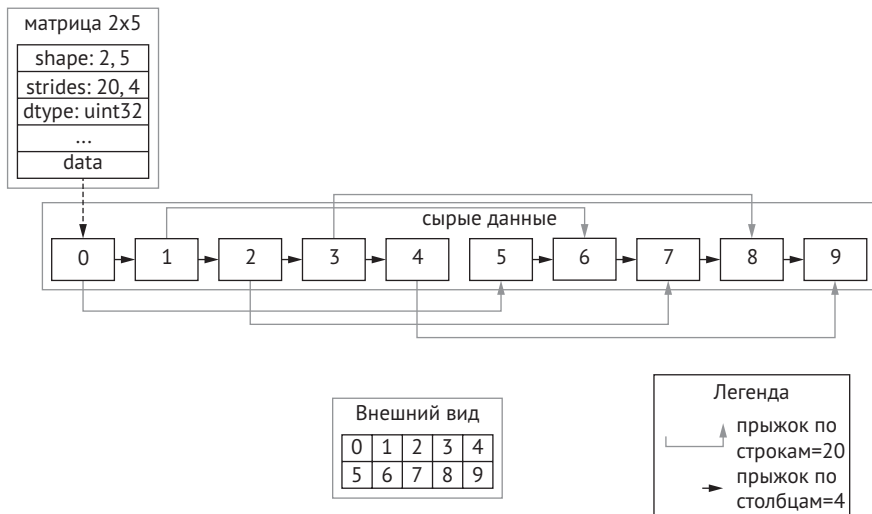 матрица 2x5
shape: 2, 5
strides: 20, 4
dtype: uint32
...
data
сырые данные
0 1 2 3 4 5 6 7 8 9
Внешний вид
0 1 2 3 4
5 6 7 8 9
Легенда
прыжок по
строкам=20
прыжок по
столбцам=4